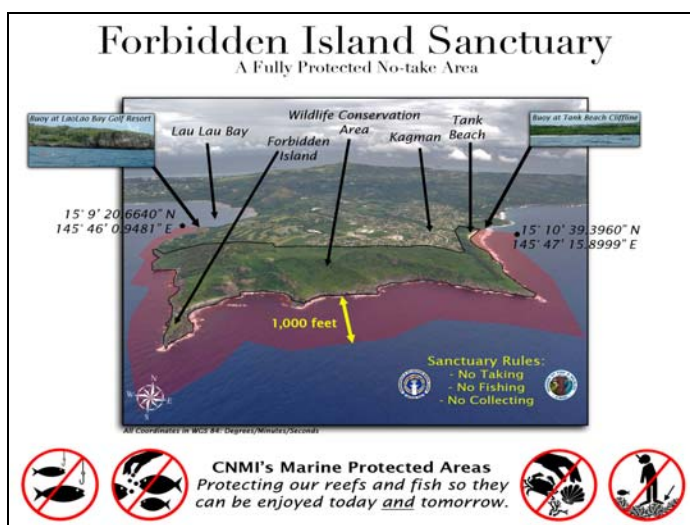 Forbidden Island Sanctuary
A Fully Protected No-take Area
Buoy at LaoLao Bay Golf Resort
Lau Lau Bay
Forbidden
Island
Wildlife Conservation
Area
Kagman
Tank
Beach
Buoy at Tank Beach Cliffline
15° 9' 20.6640" N
145° 46' 0.9481" E
15° 10' 39.3960" N
145° 47' 15.8999" E
1,000 feet
N
W
E
S
Sanctuary Rules:
- No Taking
- No Fishing
- No Collecting
All Coordinates in WGS 84: Degrees/Minutes/Seconds
CNMI's Marine Protected Areas
Protecting our reefs and fish so they
can be enjoyed today and tomorrow.